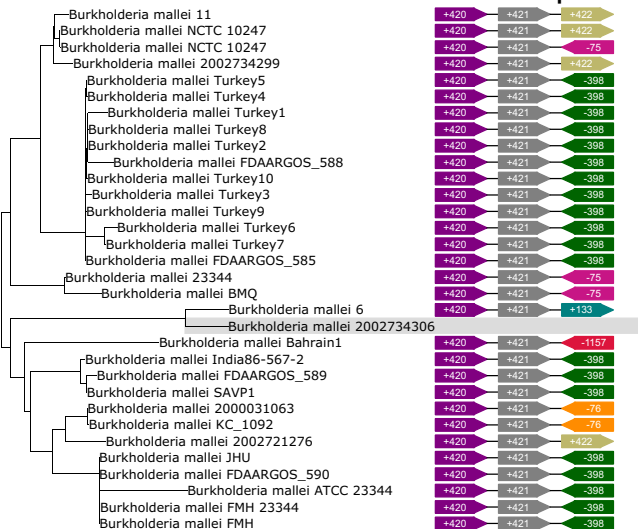 Burkholderia mallei 11 +420 +421 +422
Burkholderia mallei NCTC 10247 +420 +421 +422
Burkholderia mallei NCTC 10247 +420 +421 -75
Burkholderia mallei 2002734299 +420 +421 +422
Burkholderia mallei Turkey5 +420 +421 -398
Burkholderia mallei Turkey4 +420 +421 -398
Burkholderia mallei Turkey1 +420 +421 -398
Burkholderia mallei Turkey8 +420 +421 -398
Burkholderia mallei Turkey2 +420 +421 -398
Burkholderia mallei FDAARGOS_588 +420 +421 -398
Burkholderia mallei Turkey10 +420 +421 -398
Burkholderia mallei Turkey3 +420 +421 -398
Burkholderia mallei Turkey9 +420 +421 -398
Burkholderia mallei Turkey6 +420 +421 -398
Burkholderia mallei Turkey7 +420 +421 -398
Burkholderia mallei FDAARGOS_585 +420 +421 -398
Burkholderia mallei 23344 +420 +421 -75
Burkholderia mallei BMQ +420 +421 -75
Burkholderia mallei 6 +420 +421 +133
Burkholderia mallei 2002734306 +420 +421 -398
Burkholderia mallei Bahrain1 +420 +421 -1157
Burkholderia mallei India86-567-2 +420 +421 -398
Burkholderia mallei FDAARGOS_589 +420 +421 -398
Burkholderia mallei SAVP1 +420 +421 -398
Burkholderia mallei 2000031063 +420 +421 -76
Burkholderia mallei KC_1092 +420 +421 -76
Burkholderia mallei 2002721276 +420 +421 +422
Burkholderia mallei JHU +420 +421 -398
Burkholderia mallei FDAARGOS_590 +420 +421 -398
Burkholderia mallei ATCC 23344 +420 +421 -398
Burkholderia mallei FMH 23344 +420 +421 -398
Burkholderia mallei FMH +420 +421 -398